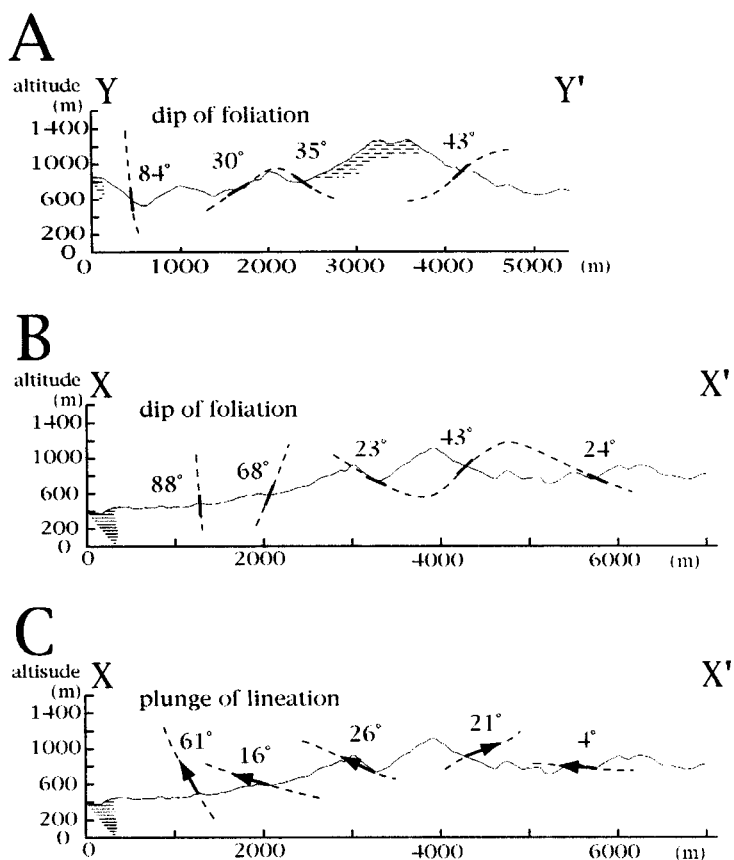 A
altitude Y Y'
(m) dip of foliation
1400
84° 30° 35° 43°
1000
600
200
0
0 1000 2000 3000 4000 5000 (m)
B
altitude X X'
(m) dip of foliation
1400
88° 68° 23° 43° 24°
1000
600
200
0
0 2000 4000 6000 (m)
C
altisude X X'
(m) plunge of lineation
1400
61° 16° 26° 21° 4°
1000
600
200
0
0 2000 4000 6000 (m)